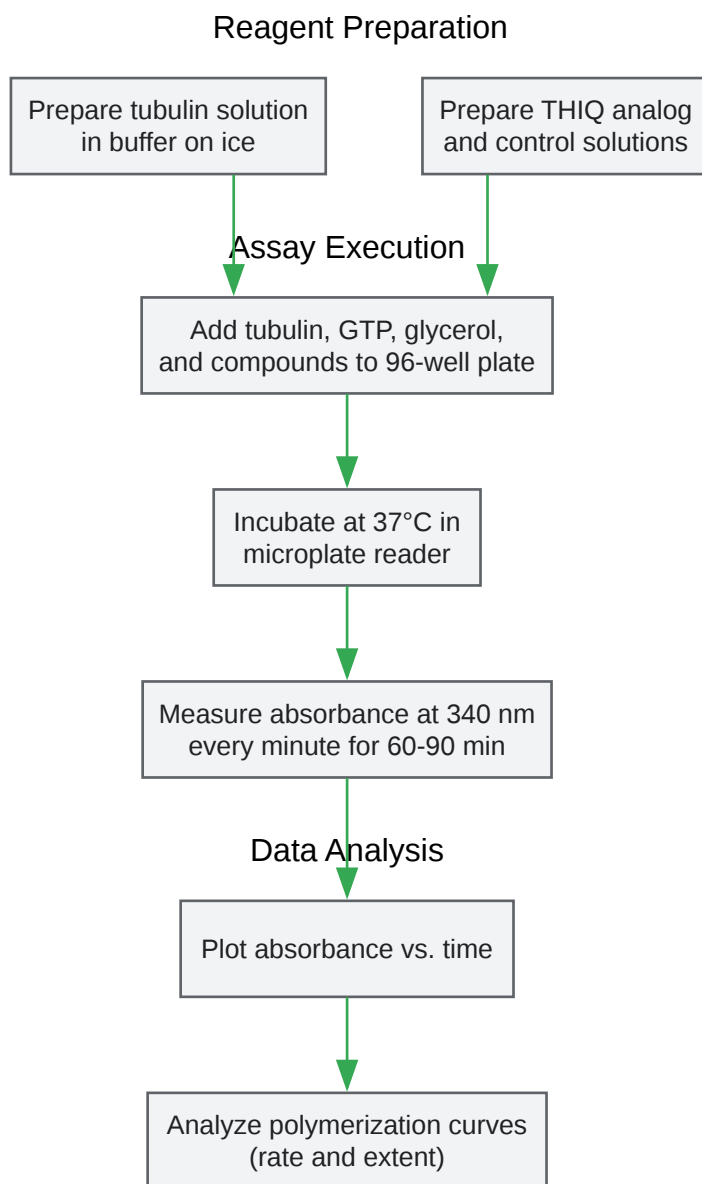 Reagent Preparation
Prepare tubulin solution
in buffer on ice
Prepare THIQ analog
and control solutions
Assay Execution
Add tubulin, GTP, glycerol,
and compounds to 96-well plate
Incubate at 37°C in
microplate reader
Measure absorbance at 340 nm
every minute for 60-90 min
Data Analysis
Plot absorbance vs. time
Analyze polymerization curves
(rate and extent)